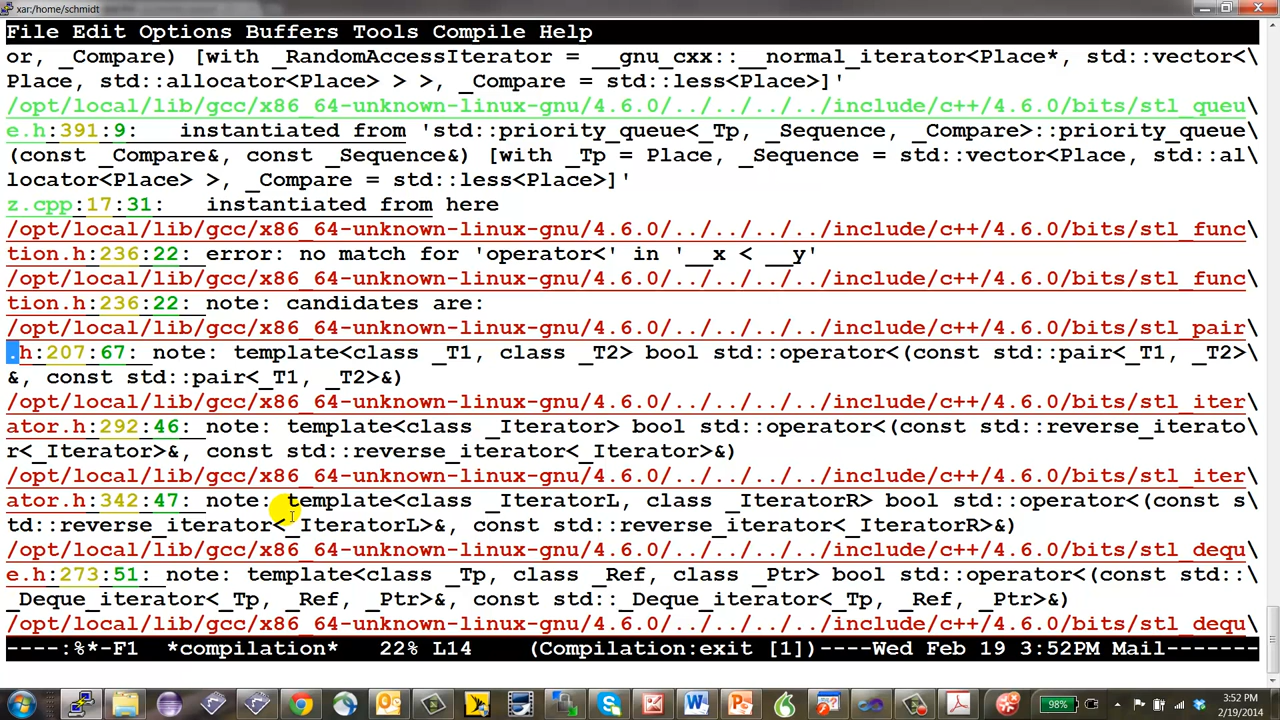 xar:/home/schmidt
File Edit Options Buffers Tools Compile Help
or, _Compare) [with _RandomAccessIterator = __gnu_cxx::__normal_iterator<Place*, std::vector<\
Place, std::allocator<Place> > >, _Compare = std::less<Place>]'
/opt/local/lib/gcc/x86_64-unknown-linux-gnu/4.6.0/../../../../include/c++/4.6.0/bits/stl_queu\
e.h:391:9:   instantiated from 'std::priority_queue<_Tp, _Sequence, _Compare>::priority_queue\
(const _Compare&, const _Sequence&) [with _Tp = Place, _Sequence = std::vector<Place, std::al\
locator<Place> >, _Compare = std::less<Place>]'
z.cpp:17:31:   instantiated from here
/opt/local/lib/gcc/x86_64-unknown-linux-gnu/4.6.0/../../../../include/c++/4.6.0/bits/stl_func\
tion.h:236:22: error: no match for 'operator<' in '__x < __y'
/opt/local/lib/gcc/x86_64-unknown-linux-gnu/4.6.0/../../../../include/c++/4.6.0/bits/stl_func\
tion.h:236:22: note: candidates are:
/opt/local/lib/gcc/x86_64-unknown-linux-gnu/4.6.0/../../../../include/c++/4.6.0/bits/stl_pair\
.h:207:67: note: template<class _T1, class _T2> bool std::operator<(const std::pair<_T1, _T2>\
&, const std::pair<_T1, _T2>&)
/opt/local/lib/gcc/x86_64-unknown-linux-gnu/4.6.0/../../../../include/c++/4.6.0/bits/stl_iter\
ator.h:292:46: note: template<class _Iterator> bool std::operator<(const std::reverse_iterato\
r<_Iterator>&, const std::reverse_iterator<_Iterator>&)
/opt/local/lib/gcc/x86_64-unknown-linux-gnu/4.6.0/../../../../include/c++/4.6.0/bits/stl_iter\
ator.h:342:47: note: template<class _IteratorL, class _IteratorR> bool std::operator<(const s\
td::reverse_iterator<_IteratorL>&, const std::reverse_iterator<_IteratorR>&)
/opt/local/lib/gcc/x86_64-unknown-linux-gnu/4.6.0/../../../../include/c++/4.6.0/bits/stl_dequ\
e.h:273:51: note: template<class _Tp, class _Ref, class _Ptr> bool std::operator<(const std::\
_Deque_iterator<_Tp, _Ref, _Ptr>&, const std::_Deque_iterator<_Tp, _Ref, _Ptr>&)
/opt/local/lib/gcc/x86_64-unknown-linux-gnu/4.6.0/../../../../include/c++/4.6.0/bits/stl_dequ\
----:%*-F1  *compilation*   22% L14    (Compilation:exit [1])----Wed Feb 19 3:52PM Mail-------
98%
3:52 PM
2/19/2014